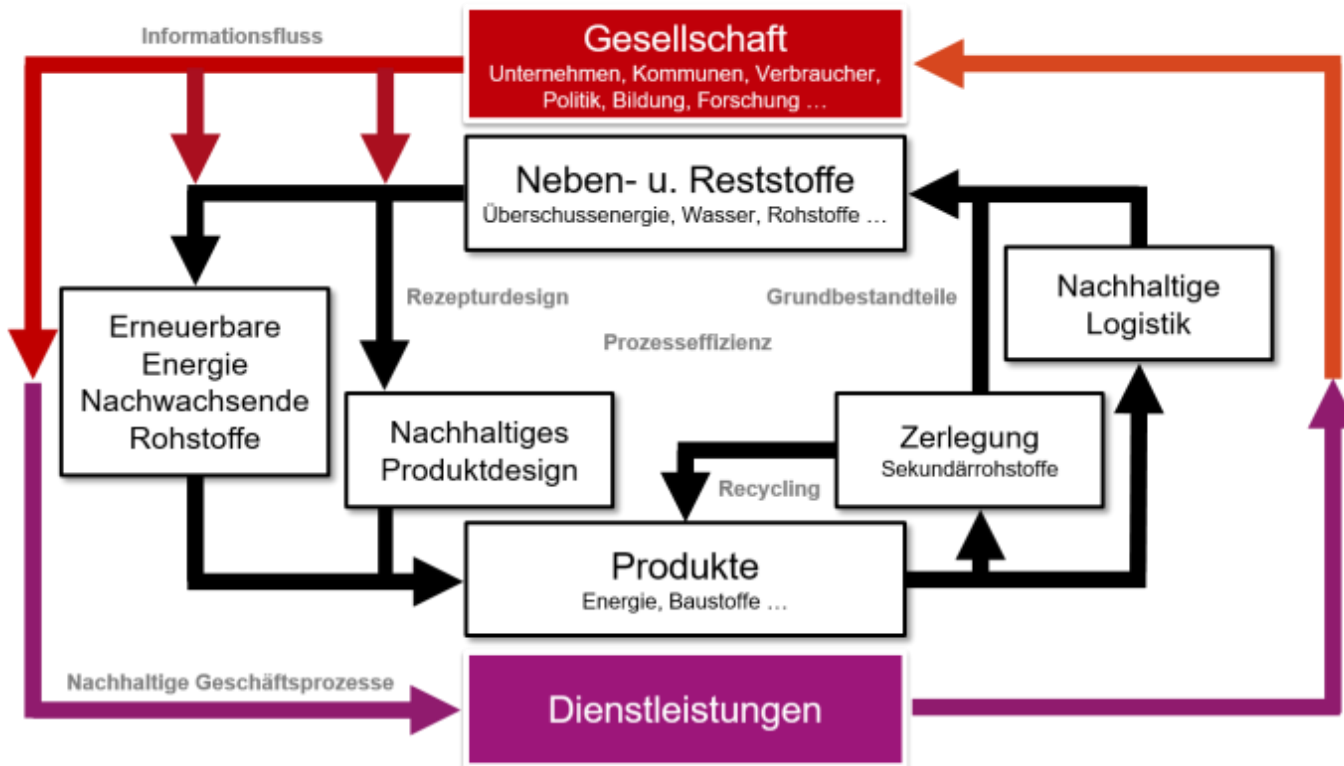 Informationsfluss
Gesellschaft
Unternehmen, Kommunen, Verbraucher,
Politik, Bildung, Forschung ...
Neben- u. Reststoffe
Überschussenergie, Wasser, Rohstoffe ...
Rezepturdesign
Grundbestandteile
Prozesseffizienz
Nachhaltige
Logistik
Erneuerbare
Energie
Nachwachsende
Rohstoffe
Nachhaltiges
Produktdesign
Zerlegung
Sekundärrohstoffe
Recycling
Produkte
Energie, Baustoffe ...
Nachhaltige Geschäftsprozesse
Dienstleistungen